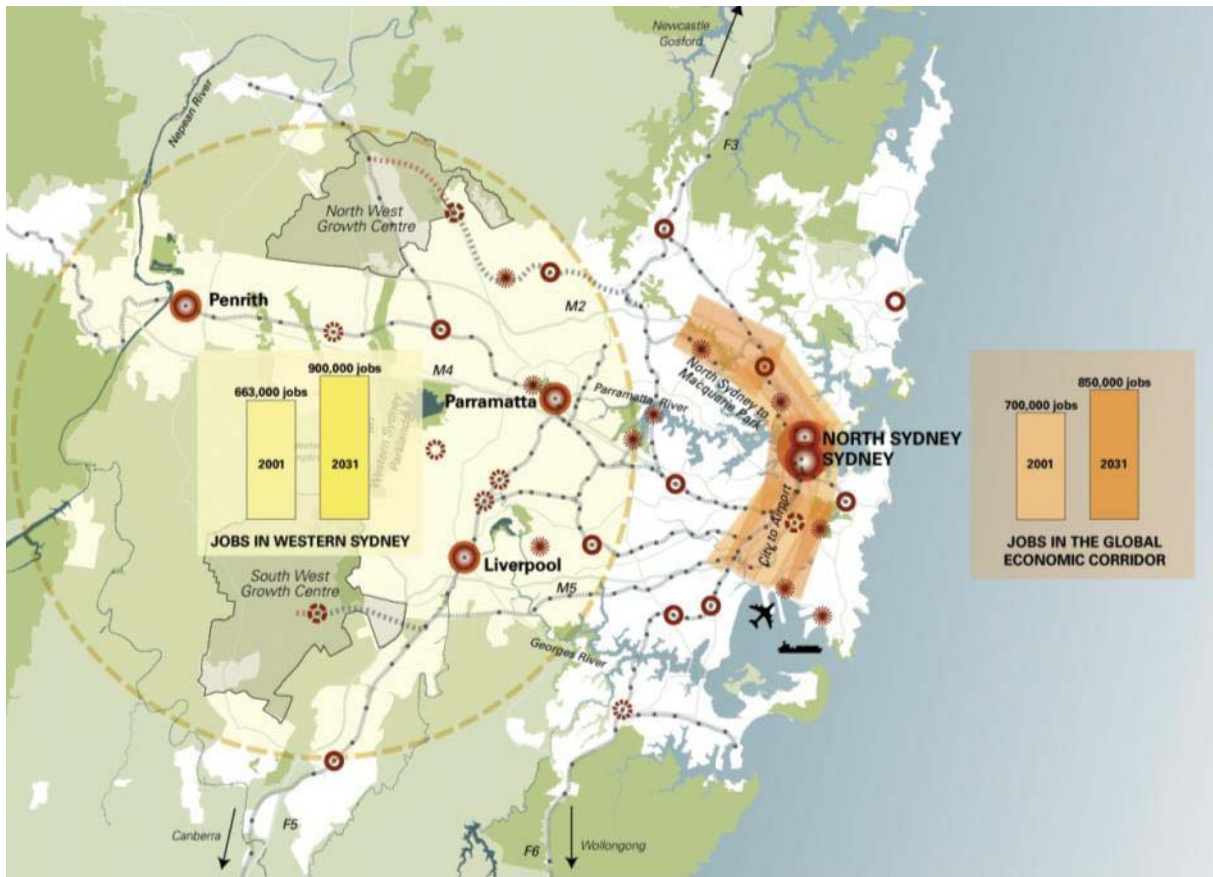 Newcastle
Gosford
Nepean River
F3
North West
Growth Centre
Penrith
M2
900,000 jobs
663,000 jobs
M4
2001
2031
Western Sydney
Parklands
JOBS IN WESTERN SYDNEY
Parramatta
Parramatta River
North Sydney to
Macquarie Park
NORTH SYDNEY
SYDNEY
City to Airport
850,000 jobs
700,000 jobs
2001
2031
JOBS IN THE GLOBAL
ECONOMIC CORRIDOR
Liverpool
South West
Growth Centre
M5
Georges River
Canberra
F5
F6
Wollongong